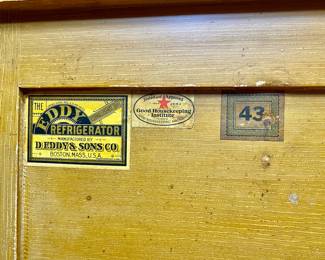 THE
EDDY
REFRIGERATOR
MANUFACTURED BY
D. EDDY & SONS CO.
BOSTON, MASS., U.S.A.
Good Housekeeping
Institute
43